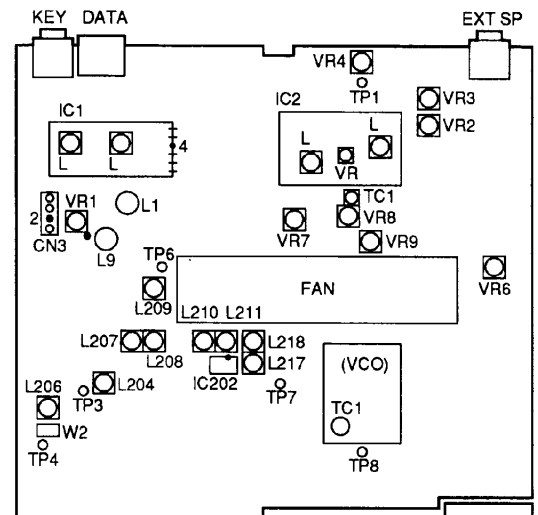 KEY DATA EXT SP
VR4
TP1
VR3
IC1 IC2
VR2
L L 4 L VR L
TC1
VR1 L1
2 VR8
VR7
CN3 L9 VR9
TP6
FAN
VR6
L209
L210 L211
L207 L218
L208
L217
IC202 (VCO)
L206 L204
TP3 TP7
TC1
W2
TP4
TP8